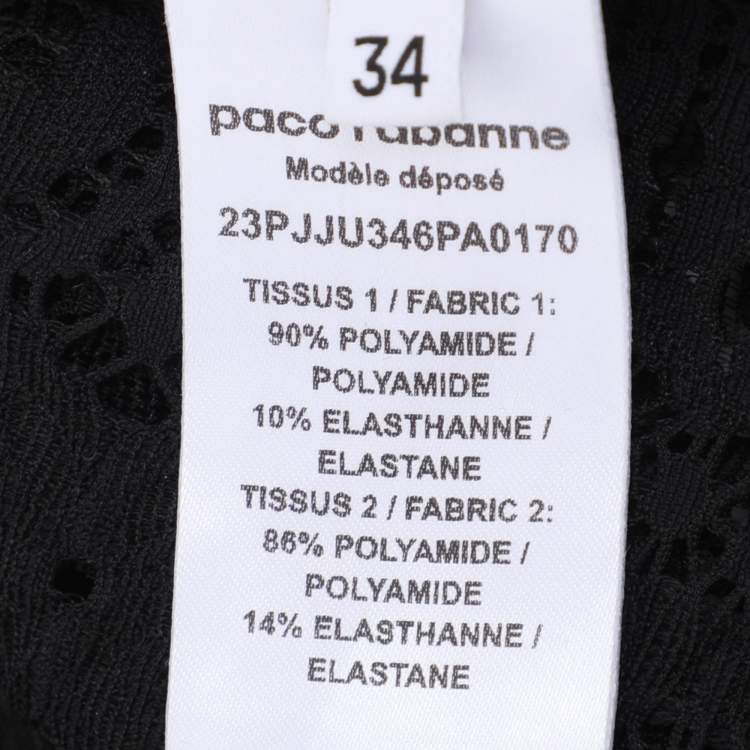 34
paco rabanne
Modèle déposé
23PJJU346PA0170
TISSUS 1 / FABRIC 1:
90% POLYAMIDE /
POLYAMIDE
10% ELASTHANNE /
ELASTANE
TISSUS 2 / FABRIC 2:
86% POLYAMIDE /
POLYAMIDE
14% ELASTHANNE /
ELASTANE